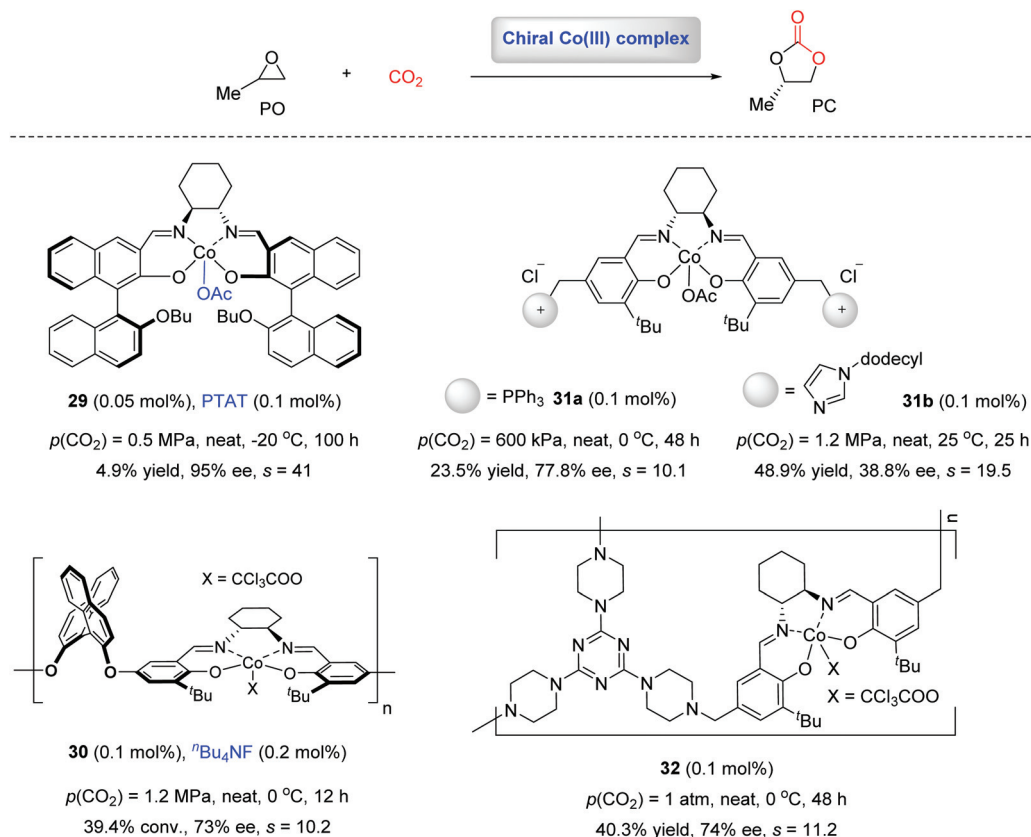 Chiral Co(III) complex
Me
O
PO
+
CO2
O
O
O
Me
PC
N
N
Co
O
O
OAc
OBu
BuO
29 (0.05 mol%), PTAT (0.1 mol%)
p(CO2) = 0.5 MPa, neat, -20 °C, 100 h
4.9% yield, 95% ee, s = 41
N
N
Co
Cl−
Cl−
O
O
OAc
+
+
tBu
tBu
= PPh3 31a (0.1 mol%)
p(CO2) = 600 kPa, neat, 0 °C, 48 h
23.5% yield, 77.8% ee, s = 10.1
dodecyl
N
=
N
31b (0.1 mol%)
p(CO2) = 1.2 MPa, neat, 25 °C, 25 h
48.9% yield, 38.8% ee, s = 19.5
X = CCl3COO
N
N
Co
O
O
O
O
X
tBu
tBu
n
30 (0.1 mol%), nBu4NF (0.2 mol%)
p(CO2) = 1.2 MPa, neat, 0 °C, 12 h
39.4% conv., 73% ee, s = 10.2
n
N
N
N
N
N
N
N
N
N
N
N
Co
O
O
X
tBu
tBu
X = CCl3COO
32 (0.1 mol%)
p(CO2) = 1 atm, neat, 0 °C, 48 h
40.3% yield, 74% ee, s = 11.2